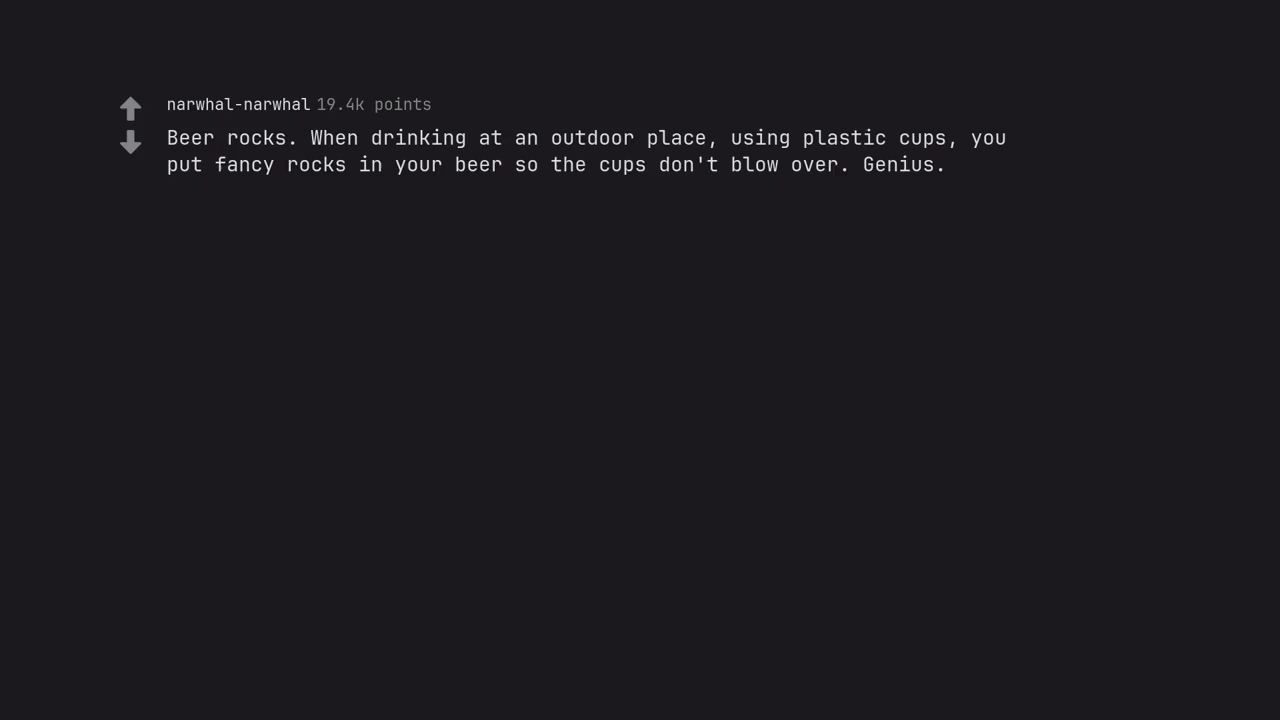 narwhal-narwhal 19.4k points
Beer rocks. When drinking at an outdoor place, using plastic cups, you
put fancy rocks in your beer so the cups don't blow over. Genius.